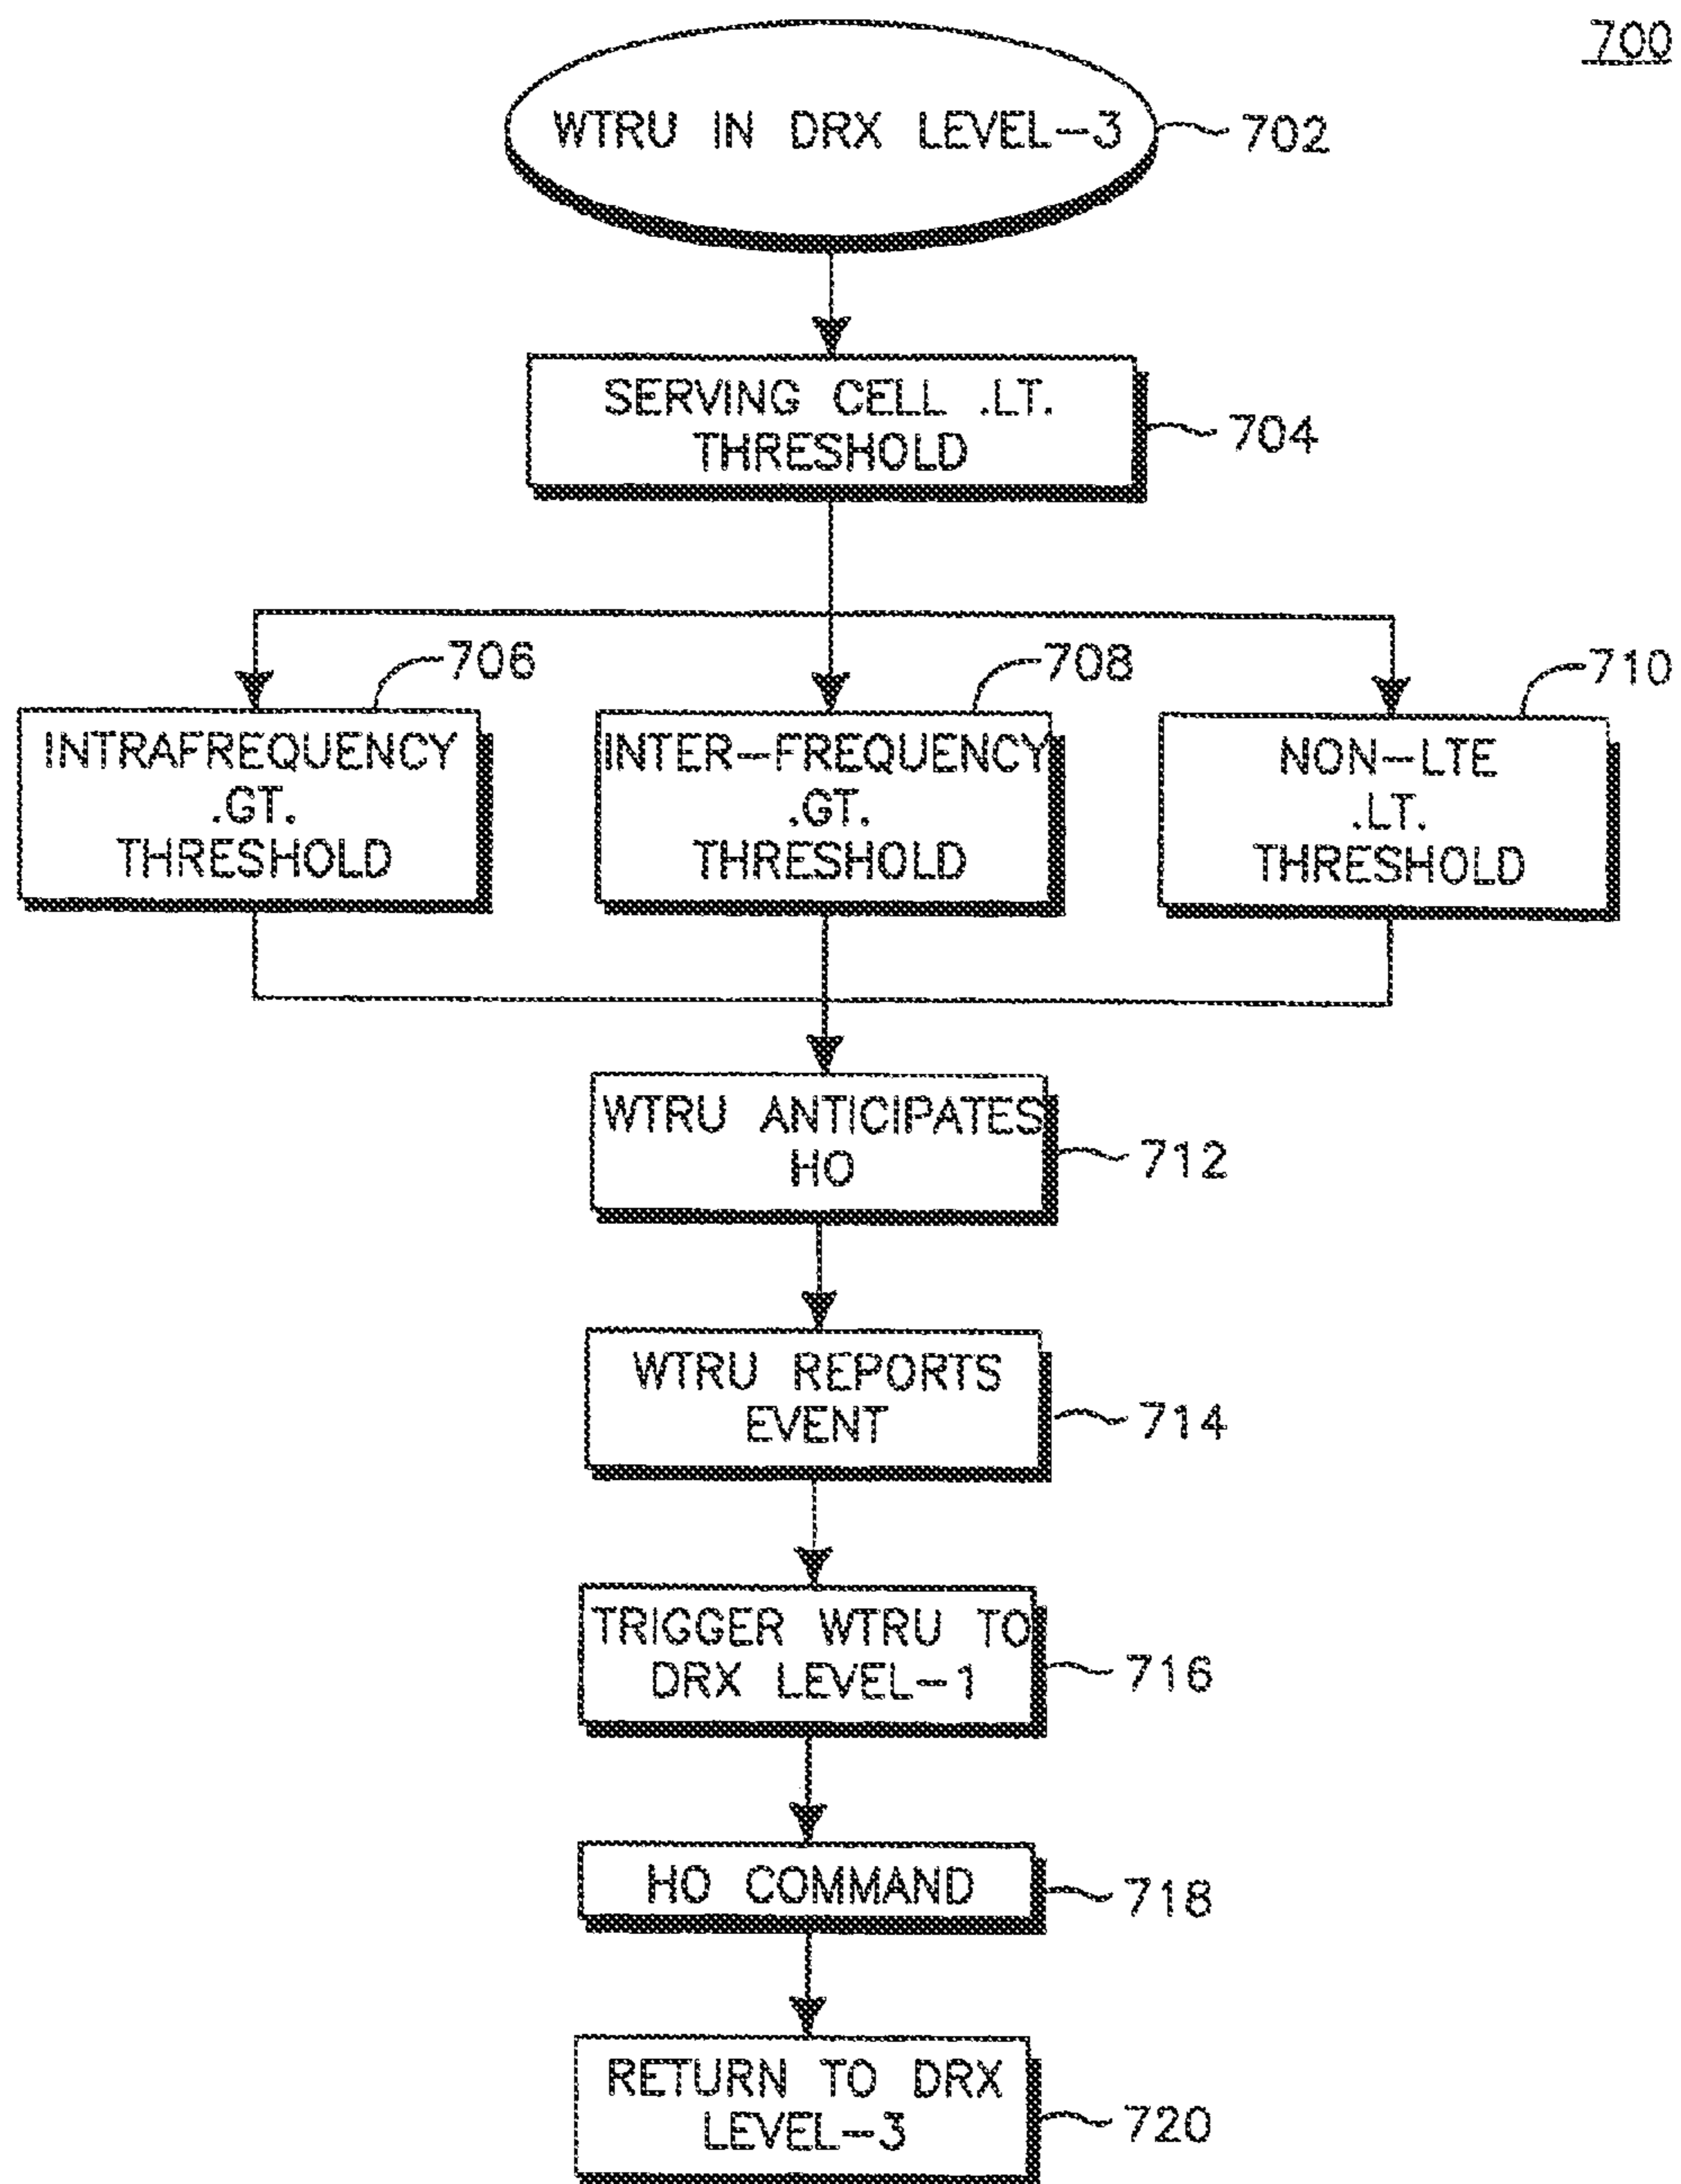 700
WTRU IN DRX LEVEL-3
702
SERVING CELL .LT.
THRESHOLD
704
706
708
710
INTRAFREQUENCY
.GT.
THRESHOLD
INTER-FREQUENCY
.GT.
THRESHOLD
NON-LTE
.LT.
THRESHOLD
WTRU ANTICIPATES
HO
712
WTRU REPORTS
EVENT
714
TRIGGER WTRU TO
DRX LEVEL-1
716
HO COMMAND
718
RETURN TO DRX
LEVEL-3
720